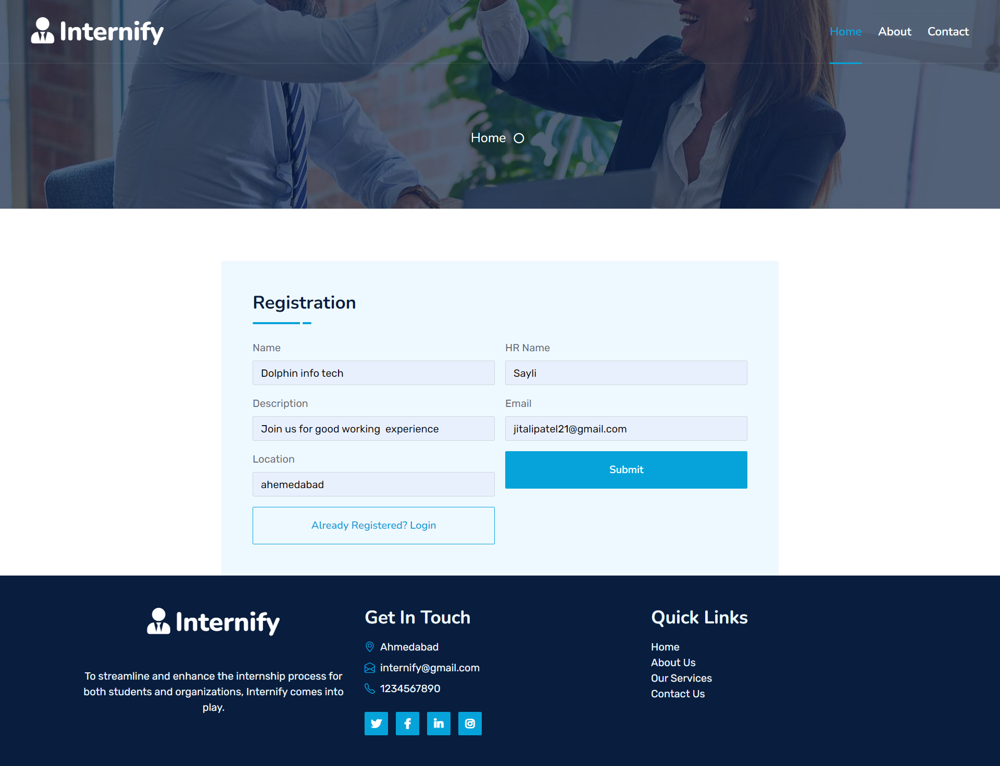 Internify
Home About Contact
Home
Registration
Name
HR Name
Dolphin info tech
Sayli
Description
Email
Join us for good working  experience
jitalipatel21@gmail.com
Location
Submit
ahemedabad
Already Registered? Login
Internify
To streamline and enhance the internship process for
both students and organizations, Internify comes into
play.
Get In Touch
Ahmedabad
internify@gmail.com
1234567890
Quick Links
Home
About Us
Our Services
Contact Us